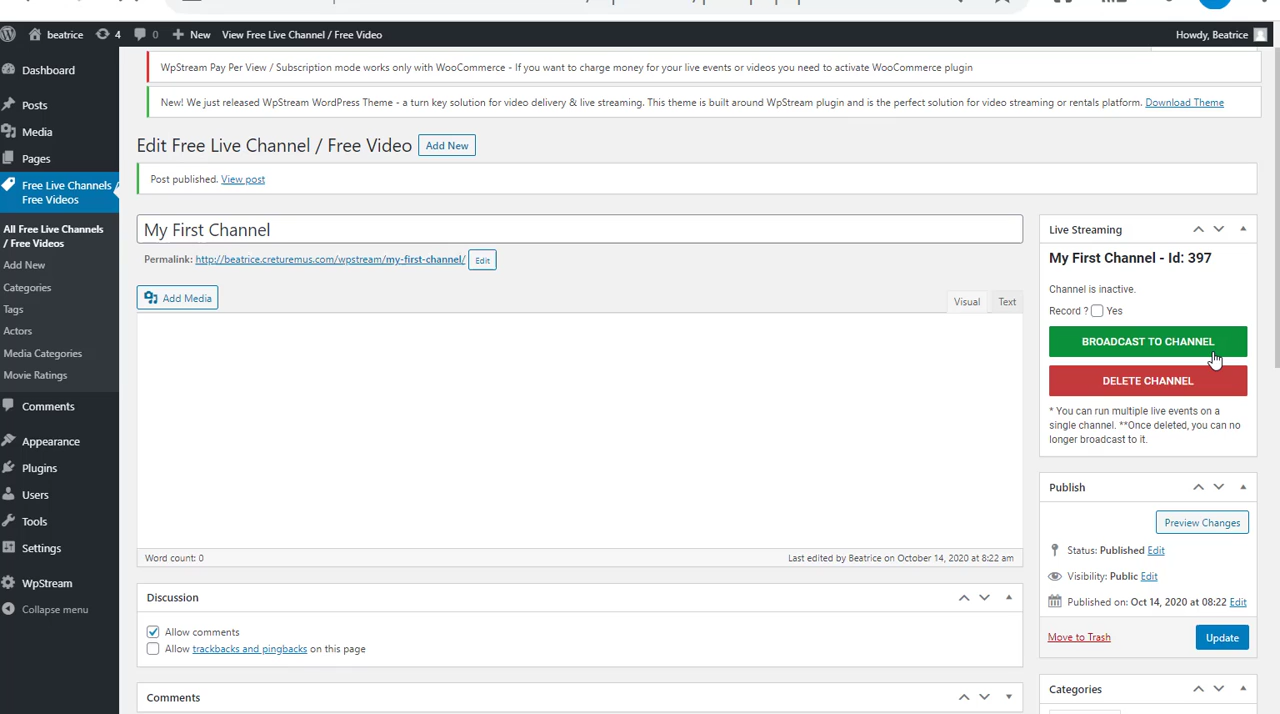 beatrice 4 0 New View Free Live Channel / Free Video Howdy, Beatrice
Dashboard
Posts
Media
Pages
Free Live Channels /
Free Videos
All Free Live Channels
/ Free Videos
Add New
Categories
Tags
Actors
Media Categories
Movie Ratings
Comments
Appearance
Plugins
Users
Tools
Settings
WpStream
Collapse menu
WpStream Pay Per View / Subscription mode works only with WooCommerce - If you want to charge money for your live events or videos you need to activate WooCommerce plugin
New! We just released WpStream WordPress Theme - a turn key solution for video delivery & live streaming. This theme is built around WpStream plugin and is the perfect solution for video streaming or rentals platform. Download Theme
Edit Free Live Channel / Free Video Add New
Post published. View post
My First Channel
Permalink: http://beatrice.creturemus.com/wpstream/my-first-channel/ Edit
Add Media Visual Text
Word count: 0 Last edited by Beatrice on October 14, 2020 at 8:22 am
Discussion
Allow comments
Allow trackbacks and pingbacks on this page
Comments
Live Streaming
My First Channel - Id: 397
Channel is inactive.
Record ? Yes
BROADCAST TO CHANNEL
DELETE CHANNEL
* You can run multiple live events on a
single channel. **Once deleted, you can no
longer broadcast to it.
Publish
Preview Changes
Status: Published Edit
Visibility: Public Edit
Published on: Oct 14, 2020 at 08:22 Edit
Move to Trash Update
Categories